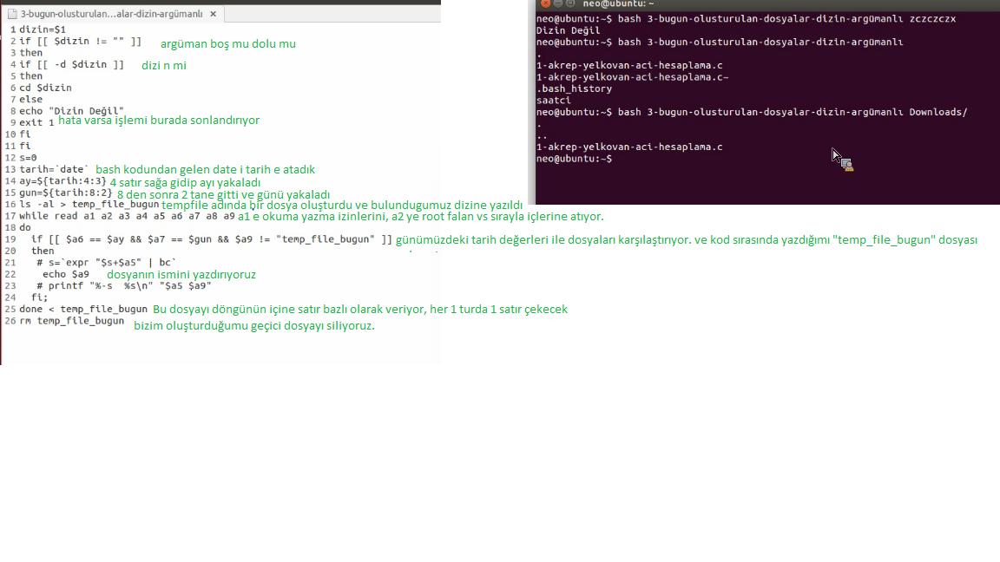 3-bugun-olusturulan...alar-dizin-argümanlı ×
1 dizin=$1
2 if [[ $dizin != "" ]] argüman boş mu dolu mu
3 then
4 if [[ -d $dizin ]] dizi n mi
5 then
6 cd $dizin
7 else
8 echo "Dizin Değil"
9 exit 1 hata varsa işlemi burada sonlandırıyor
10 fi
11 fi
12 s=0
13 tarih=`date` bash kodundan gelen date i tarih e atadık
14 ay=${tarih:4:3} 4 satır sağa gidip ayı yakaladı
15 gun=${tarih:8:2} 8 den sonra 2 tane gitti ve günü yakaladı
16 ls -al > temp_file_bugun tempfile adında bir dosya oluşturdu ve bulundugumuz dizine yazıldı
17 while read a1 a2 a3 a4 a5 a6 a7 a8 a9 a1 e okuma yazma izinlerini, a2 ye root falan vs sırayla içlerine atıyor.
18 do
19 if [[ $a6 == $ay && $a7 == $gun && $a9 != "temp_file_bugun" ]] günümüzdeki tarih değerleri ile dosyaları karşılaştırıyor. ve kod sırasında yazdığımı "temp_file_bugun" dosyası
20 then
21 # s=`expr "$s+$a5" | bc`
22 echo $a9 dosyanın ismini yazdırıyoruz
23 # printf "%-s %s\n" "$a5 $a9"
24 fi;
25 done < temp_file_bugun Bu dosyayı döngünün içine satır bazlı olarak veriyor, her 1 turda 1 satır çekecek
26 rm temp_file_bugun bizim oluşturduğumu geçici dosyayı siliyoruz.
neo@ubuntu: ~
neo@ubuntu:~$ bash 3-bugun-olusturulan-dosyalar-dizin-argümanlı zczczczx
Dizin Değil
neo@ubuntu:~$ bash 3-bugun-olusturulan-dosyalar-dizin-argümanlı
.
1-akrep-yelkovan-aci-hesaplama.c
1-akrep-yelkovan-aci-hesaplama.c~
.bash_history
saatci
neo@ubuntu:~$ bash 3-bugun-olusturulan-dosyalar-dizin-argümanlı Downloads/
.
..
1-akrep-yelkovan-aci-hesaplama.c
neo@ubuntu:~$